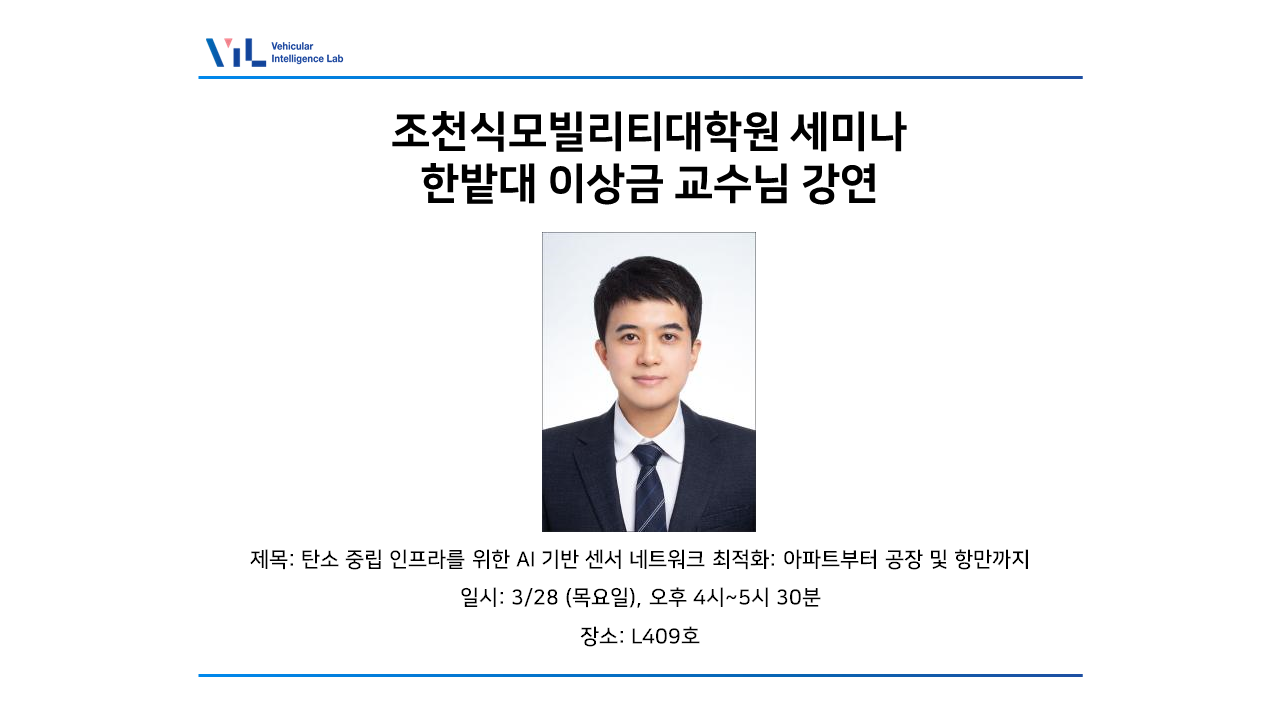 VIL Vehicular
Intelligence Lab
조천식모빌리티대학원 세미나
한밭대 이상금 교수님 강연
제목: 탄소 중립 인프라를 위한 AI 기반 센서 네트워크 최적화: 아파트부터 공장 및 항만까지
일시: 3/28 (목요일), 오후 4시~5시 30분
장소: L409호